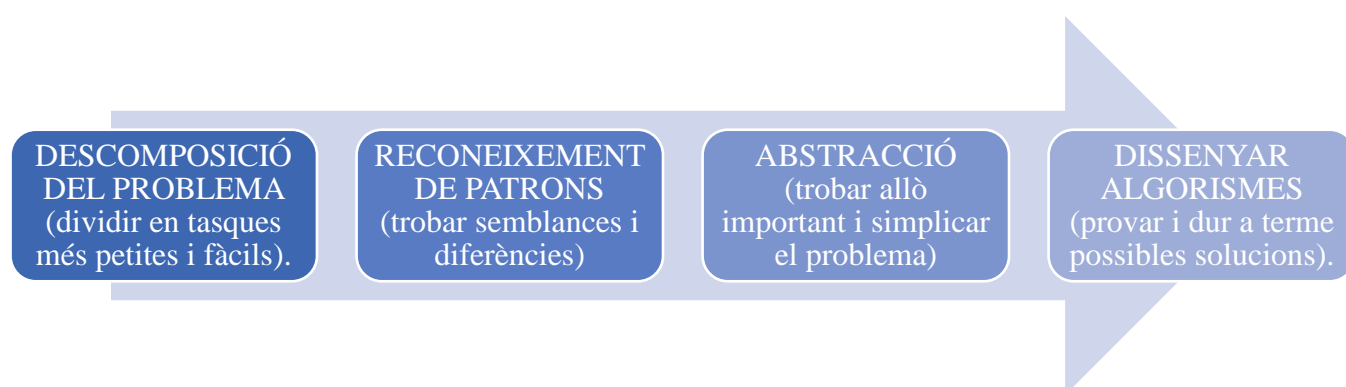 DESCOMPOSICIÓ
DEL PROBLEMA
(dividir en tasques
més petites i fàcils).
RECONEIXEMENT
DE PATRONS
(trobar semblances i
diferències)
ABSTRACCIÓ
(trobar allò
important i simplicar
el problema)
DISSENYAR
ALGORISMES
(provar i dur a terme
possibles solucions).